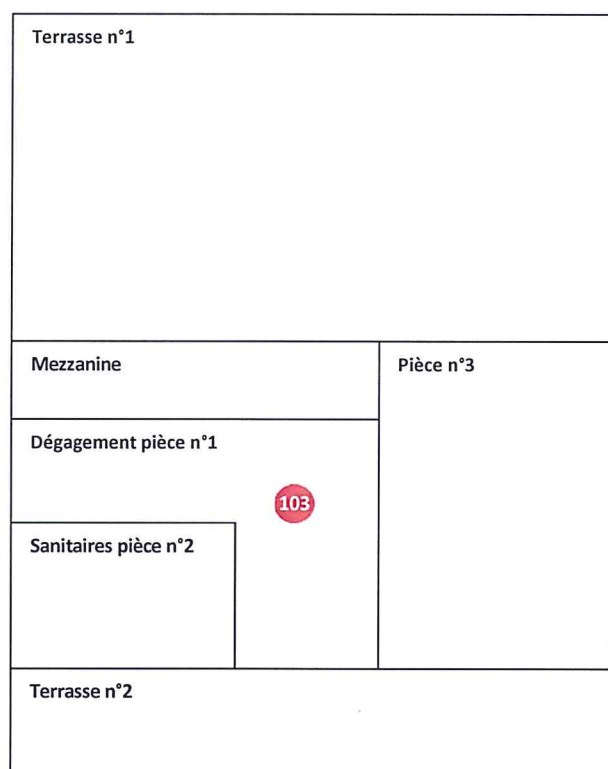 Terrasse n°1
Mezzanine
Pièce n°3
Dégagement pièce n°1
103
Sanitaires pièce n°2
Terrasse n°2